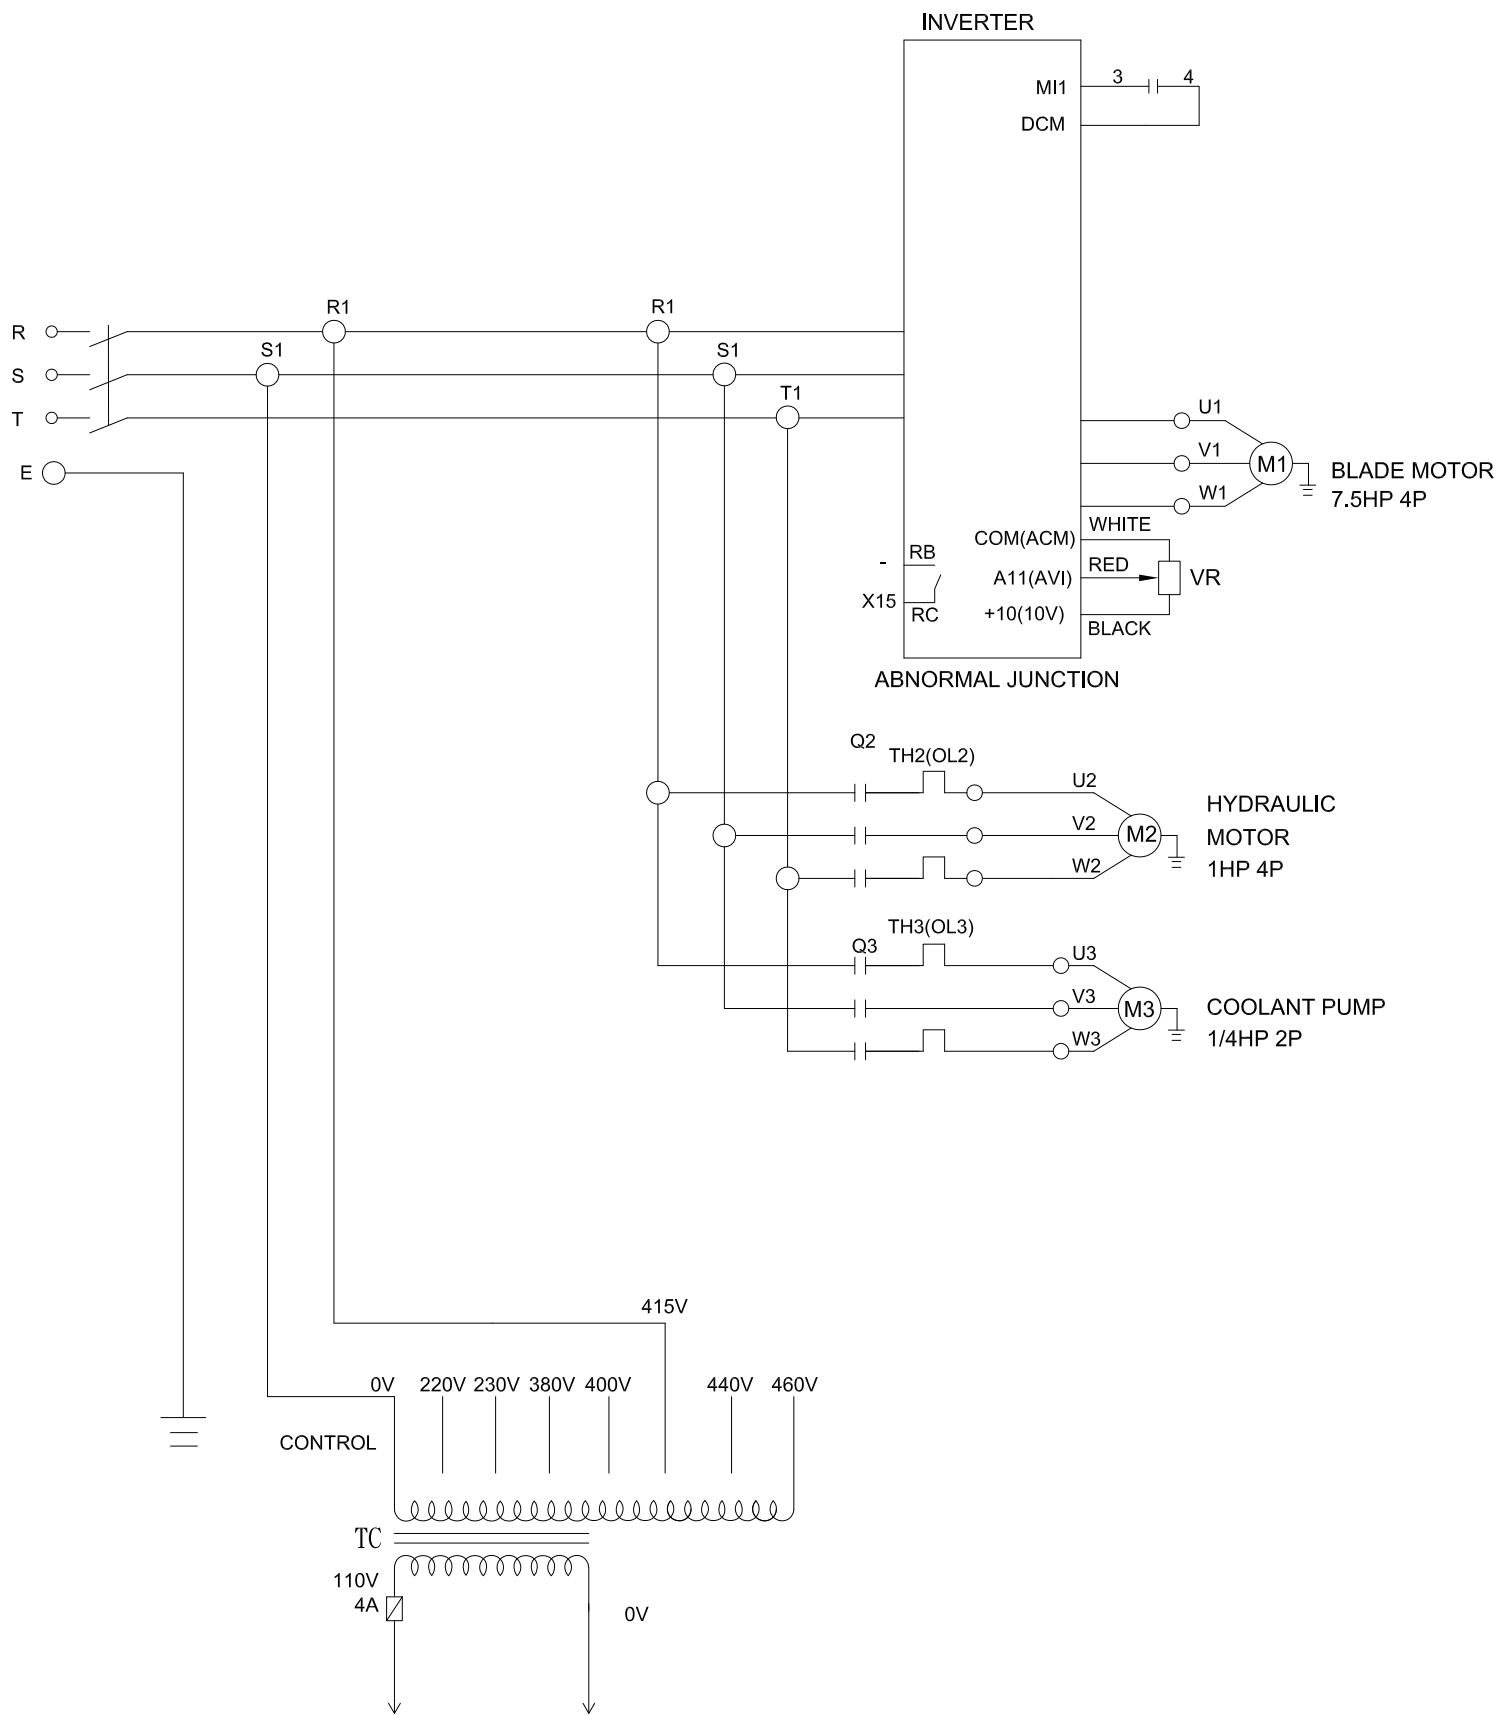 INVERTER
MI1
3
4
DCM
R
R1
R1
S
S1
S1
T
T1
E
U1
V1
W1
M1
BLADE MOTOR
7.5HP 4P
WHITE
COM(ACM)
RED
A11(AVI)
VR
+10(10V)
BLACK
-
RB
X15
RC
ABNORMAL JUNCTION
Q2
TH2(OL2)
U2
V2
W2
M2
HYDRAULIC
MOTOR
1HP 4P
Q3
TH3(OL3)
U3
V3
W3
M3
COOLANT PUMP
1/4HP 2P
415V
0V
220V
230V
380V
400V
440V
460V
CONTROL
TC
110V
4A
0V